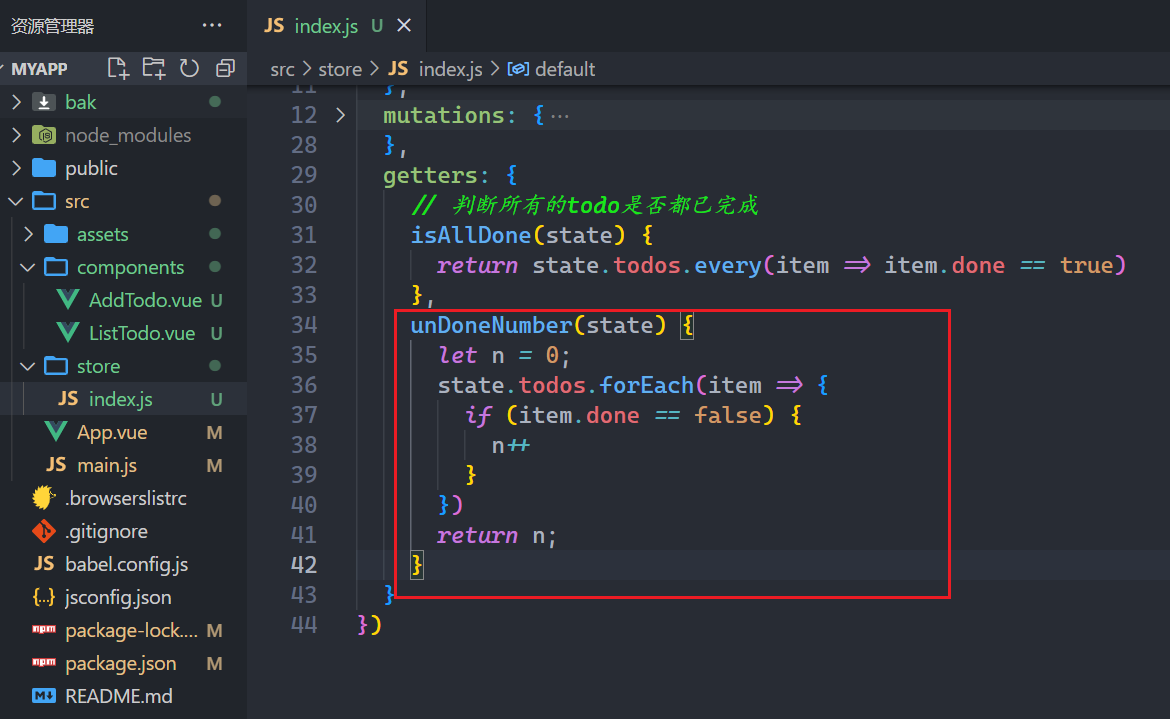 资源管理器 ···
MYAPP
bak
node_modules
public
src
assets
components
AddTodo.vue U
ListTodo.vue U
store
JS index.js U
App.vue M
JS main.js M
.browserslistrc
.gitignore
JS babel.config.js
{..} jsconfig.json
npm package-lock.... M
npm package.json M
M↓ README.md
JS index.js U ×
src > store > JS index.js > default
11 },
12 mutations: {···
28 },
29 getters: {
30 // 判断所有的todo是否都已完成
31 isAllDone(state) {
32 return state.todos.every(item => item.done == true)
33 },
34 unDoneNumber(state) {
35 let n = 0;
36 state.todos.forEach(item => {
37 if (item.done == false) {
38 n++
39 }
40 })
41 return n;
42 }
43 }
44 })